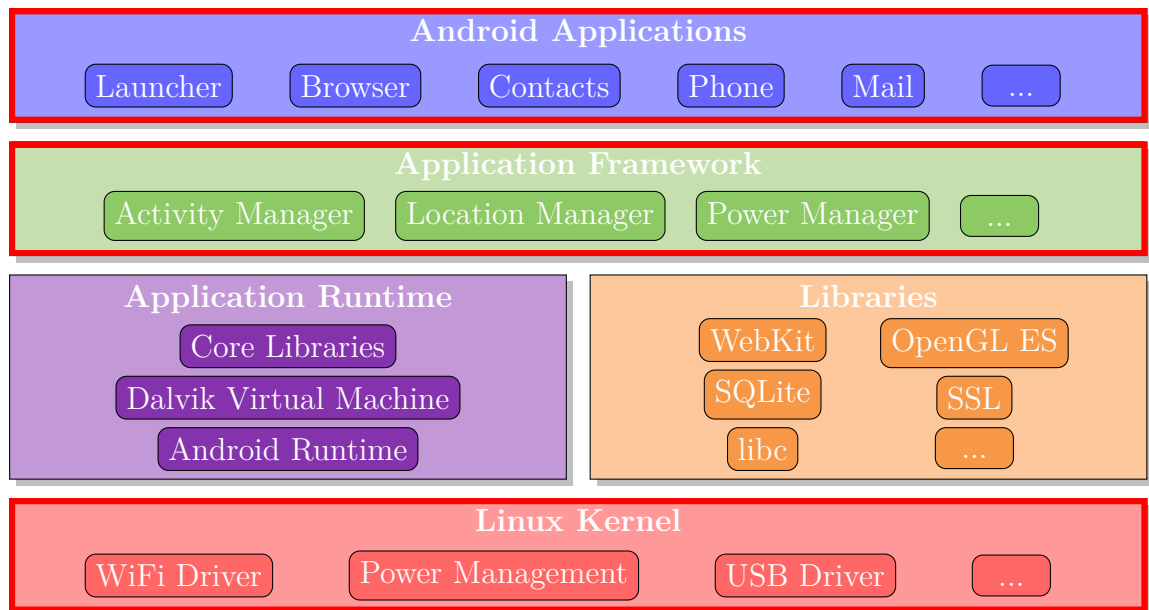 Android Applications
Launcher Browser Contacts Phone Mail ...
Application Framework
Activity Manager Location Manager Power Manager ...
Application Runtime
Core Libraries
Dalvik Virtual Machine
Android Runtime
Libraries
WebKit OpenGL ES
SQLite SSL
libc ...
Linux Kernel
WiFi Driver Power Management USB Driver ...